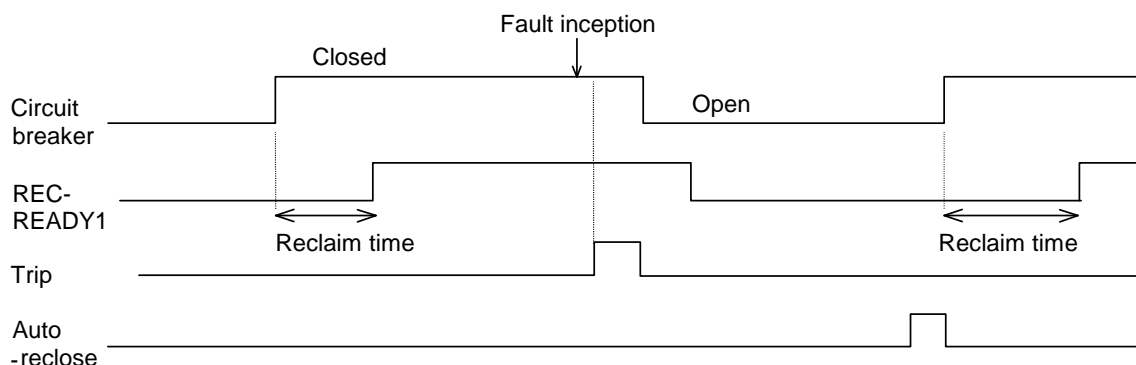 Fault inception
Closed
Circuit
breaker
Open
REC-
READY1
Reclaim time
Reclaim time
Trip
Auto
-reclose